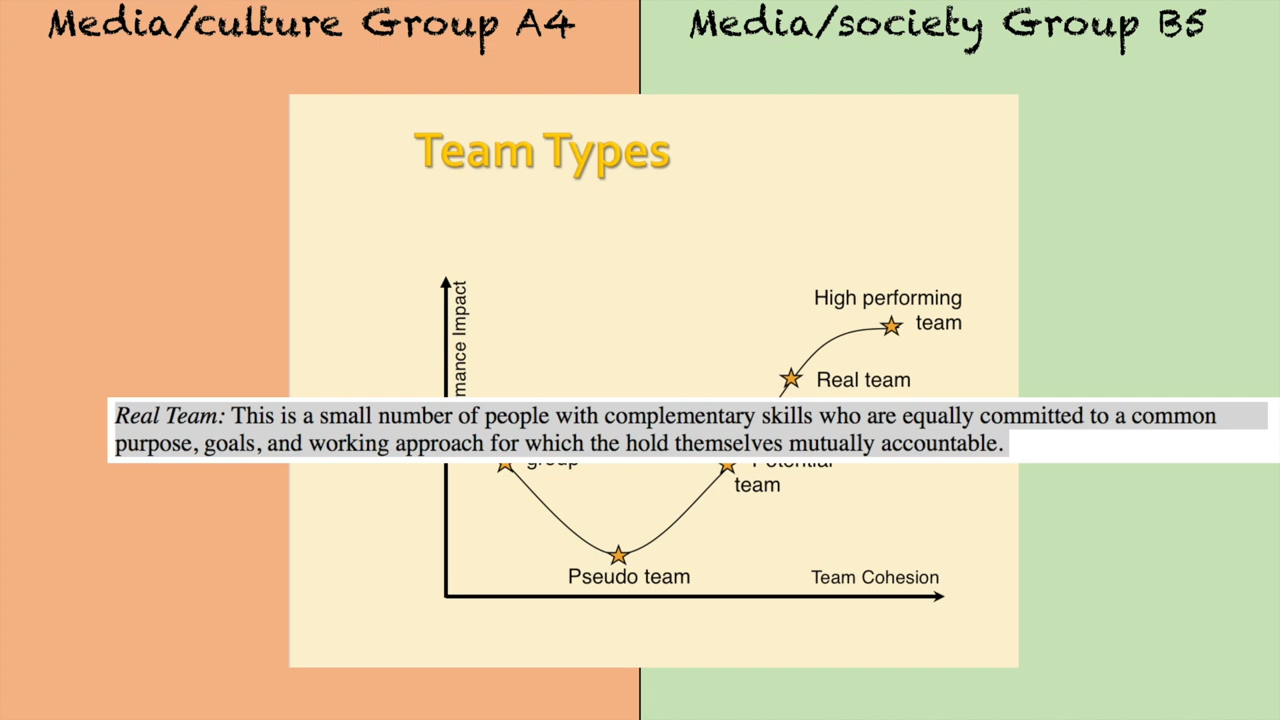 Media/culture Group A4
Media/society Group B5
Team Types
mance Impact
High performing
team
Real team
Real Team: This is a small number of people with complementary skills who are equally committed to a common
purpose, goals, and working approach for which the hold themselves mutually accountable.
group
Potential
team
Pseudo team
Team Cohesion